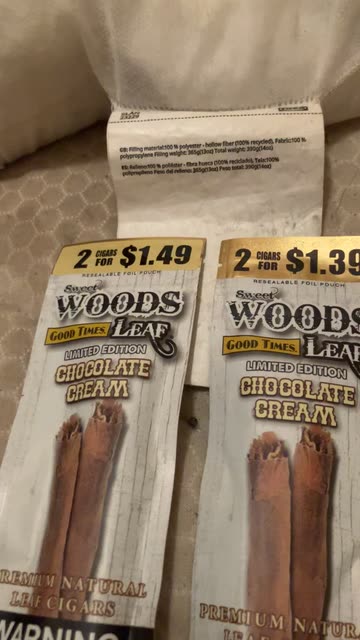 GB: Filling material:100 % polyester - hollow fiber (100% recycled). Fabric:100 %
polypropylene Filling weight: 365g(13oz) Total weight: 390g(14oz)
ES: Relleno:100 % poliéster - fibra hueca (100% reciclado). Tela:100%
polypropylene Peso del relleno: 365g(13oz) Peso total: 390g(14oz)
2 CIGARS FOR $1.49
RESEALABLE FOIL POUCH
Sweet
WOODS
GOOD TIMES. LEAF
LIMITED EDITION
CHOCOLATE
CREAM
PREMIUM NATURAL
LEAF CIGARS
WARNING
2 CIGARS FOR $1.39
RESEALABLE FOIL POUCH
Sweet
WOODS
GOOD TIMES. LEAF
LIMITED EDITION
CHOCOLATE
CREAM
PREMIUM NATU